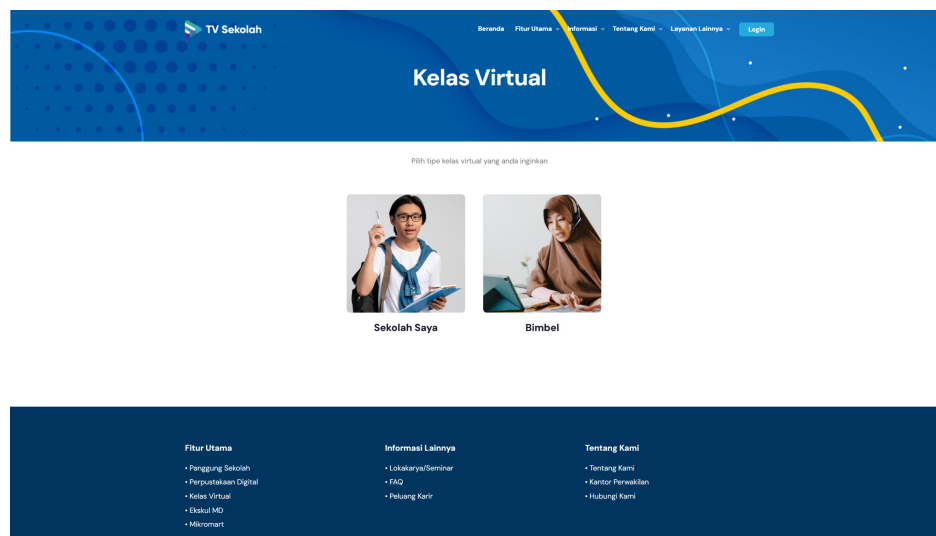 TV Sekolah
Beranda Fitur Utama Informasi Tentang Kami Layanan Lainnya Login
Kelas Virtual
Pilih tipe kelas virtual yang anda inginkan
Sekolah Saya
Bimbel
Fitur Utama
• Panggung Sekolah
• Perpustakaan Digital
• Kelas Virtual
• Ekskul MD
• Mikromart
Informasi Lainnya
• Lokakarya/Seminar
• FAQ
• Peluang Karir
Tentang Kami
• Tentang Kami
• Kantor Perwakilan
• Hubungi Kami